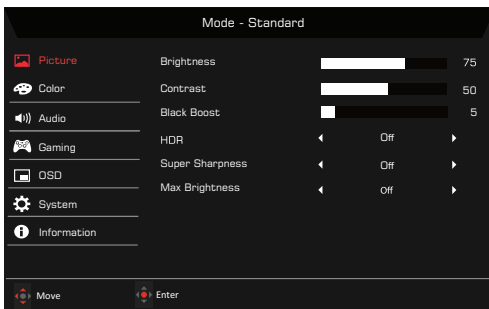 Mode - Standard
Picture
Color
Audio
Gaming
OSD
System
Information
Brightness 75
Contrast 50
Black Boost 5
HDR Off
Super Sharpness Off
Max Brightness Off
Move Enter